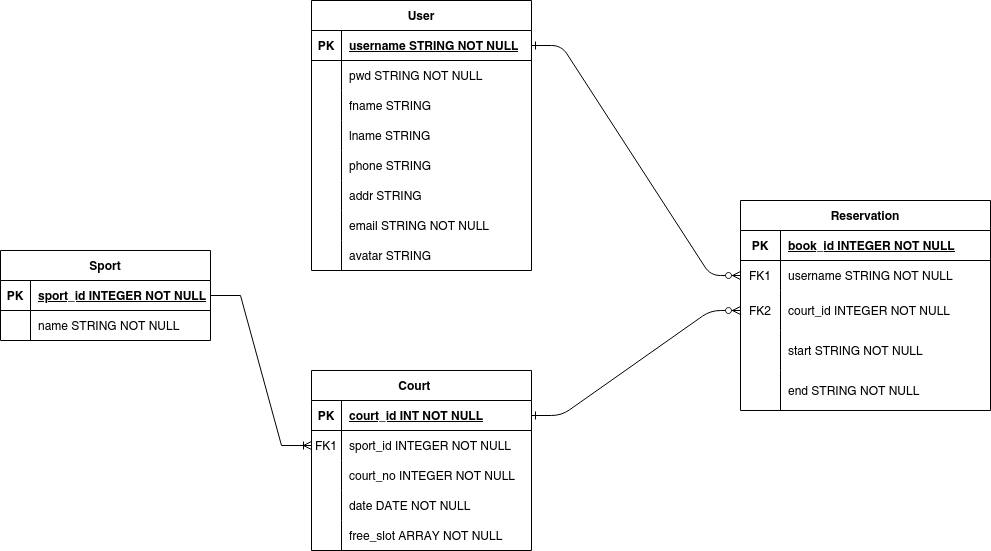 User
PK username STRING NOT NULL
pwd STRING NOT NULL
fname STRING
lname STRING
phone STRING
addr STRING
email STRING NOT NULL
avatar STRING
Reservation
PK book_id INTEGER NOT NULL
FK1 username STRING NOT NULL
FK2 court_id INTEGER NOT NULL
start STRING NOT NULL
end STRING NOT NULL
Sport
PK sport_id INTEGER NOT NULL
name STRING NOT NULL
Court
PK court_id INT NOT NULL
FK1 sport_id INTEGER NOT NULL
court_no INTEGER NOT NULL
date DATE NOT NULL
free_slot ARRAY NOT NULL